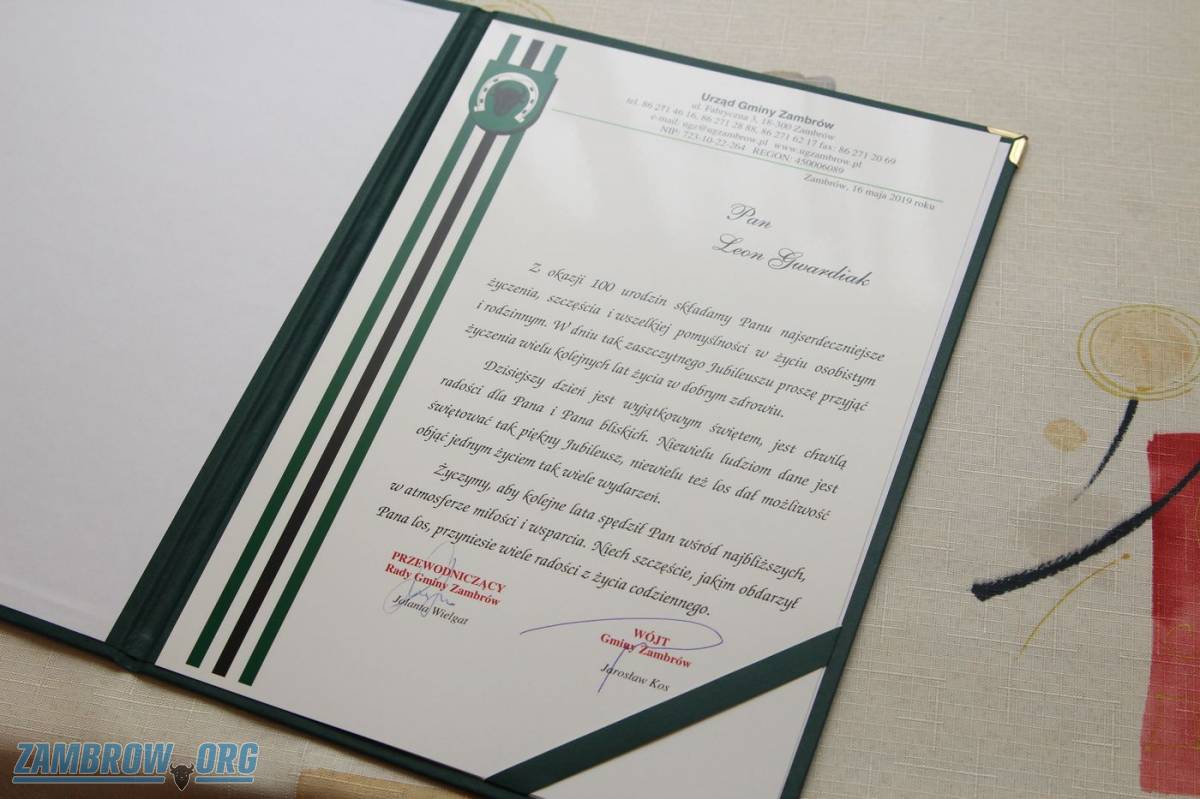 Urząd Gminy Zambrów
ul. Fabryczna 3, 18-300 Zambrów
tel. 86 271 46 16, 86 271 28 88, 86 271 62 17 fax: 86 271 20 69
e-mail: ugz@ugzambrow.pl www.ugzambrow.pl
NIP: 723-10-22-264 REGON: 450006089
Zambrów, 16 maja 2019 roku
Pan
Leon Gwardiak
Z okazji 100 urodzin składamy Panu najserdeczniejsze
życzenia, szczęścia i wszelkiej pomyślności w życiu osobistym
i rodzinnym. W dniu tak zaszczytnego Jubileuszu proszę przyjąć
życzenia wielu kolejnych lat życia w dobrym zdrowiu.
Dzisiejszy dzień jest wyjątkowym świętem, jest chwilą
radości dla Pana i Pana bliskich. Niewielu ludziom dane jest
świętować tak piękny Jubileusz, niewielu też los dał możliwość
objąć jednym życiem tak wiele wydarzeń.
Życzymy, aby kolejne lata spędził Pan wśród najbliższych,
w atmosferze miłości i wsparcia. Niech szczęście, jakim obdarzył
Pana los, przyniesie wiele radości z życia codziennego.
PRZEWODNICZĄCY
Rady Gminy Zambrów
Jolanta Wielgat
WÓJT
Gminy Zambrów
Jarosław Kos
ZAMBROW.ORG